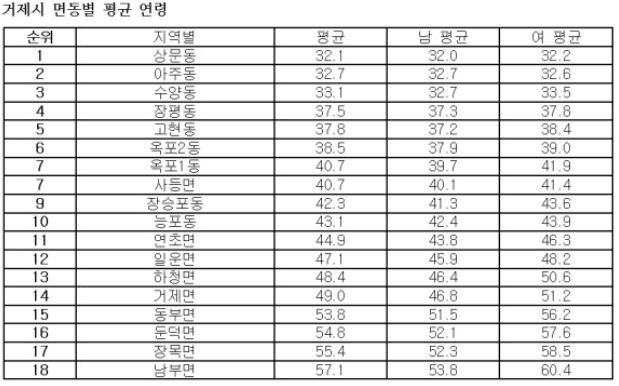 거제시 면동별 평균 연령
순위 지역별 평균 남 평균 여 평균
1 상문동 32.1 32.0 32.2
2 아주동 32.7 32.7 32.6
3 수양동 33.1 32.7 33.5
4 장평동 37.5 37.3 37.8
5 고현동 37.8 37.2 38.4
6 옥포2동 38.5 37.9 39.0
7 옥포1동 40.7 39.7 41.9
7 사등면 40.7 40.1 41.4
9 장승포동 42.3 41.3 43.6
10 능포동 43.1 42.4 43.9
11 연초면 44.9 43.8 46.3
12 일운면 47.1 45.9 48.2
13 하청면 48.4 46.4 50.6
14 거제면 49.0 46.8 51.2
15 동부면 53.8 51.5 56.2
16 둔덕면 54.8 52.1 57.6
17 장목면 55.4 52.3 58.5
18 남부면 57.1 53.8 60.4